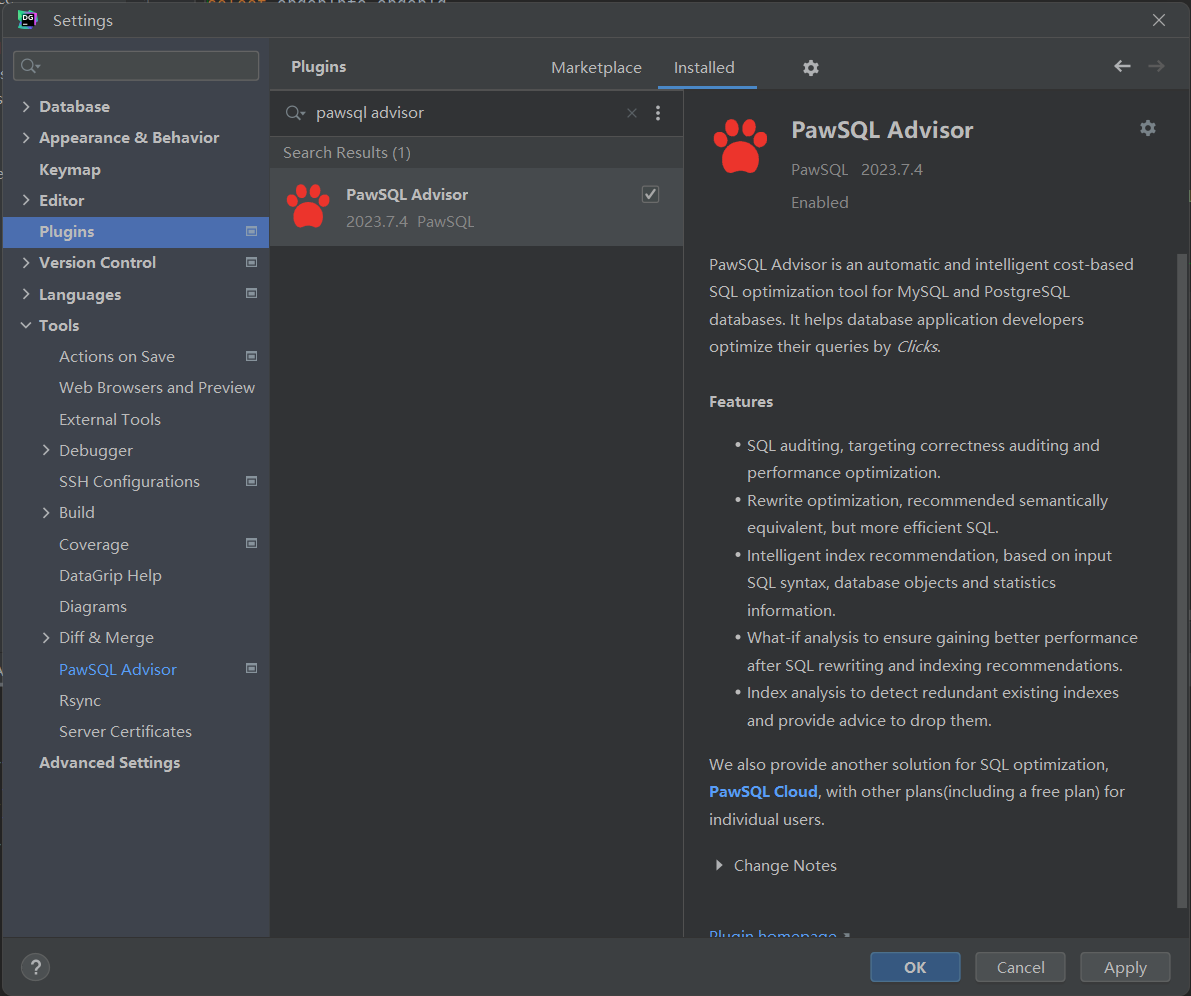 select
DG
Settings
Database
Appearance & Behavior
Keymap
Editor
Plugins
Version Control
Languages
Tools
Actions on Save
Web Browsers and Preview
External Tools
Debugger
SSH Configurations
Build
Coverage
DataGrip Help
Diagrams
Diff & Merge
PawSQL Advisor
Rsync
Server Certificates
Advanced Settings
Plugins
Marketplace
Installed
pawsql advisor
Search Results (1)
PawSQL Advisor
2023.7.4 PawSQL
PawSQL Advisor
PawSQL 2023.7.4
Enabled
PawSQL Advisor is an automatic and intelligent cost-based
SQL optimization tool for MySQL and PostgreSQL
databases. It helps database application developers
optimize their queries by Clicks.
Features
• SQL auditing, targeting correctness auditing and
performance optimization.
• Rewrite optimization, recommended semantically
equivalent, but more efficient SQL.
• Intelligent index recommendation, based on input
SQL syntax, database objects and statistics
information.
• What-if analysis to ensure gaining better performance
after SQL rewriting and indexing recommendations.
• Index analysis to detect redundant existing indexes
and provide advice to drop them.
We also provide another solution for SQL optimization,
PawSQL Cloud, with other plans(including a free plan) for
individual users.
Change Notes
Plugin homepage
?
OK
Cancel
Apply